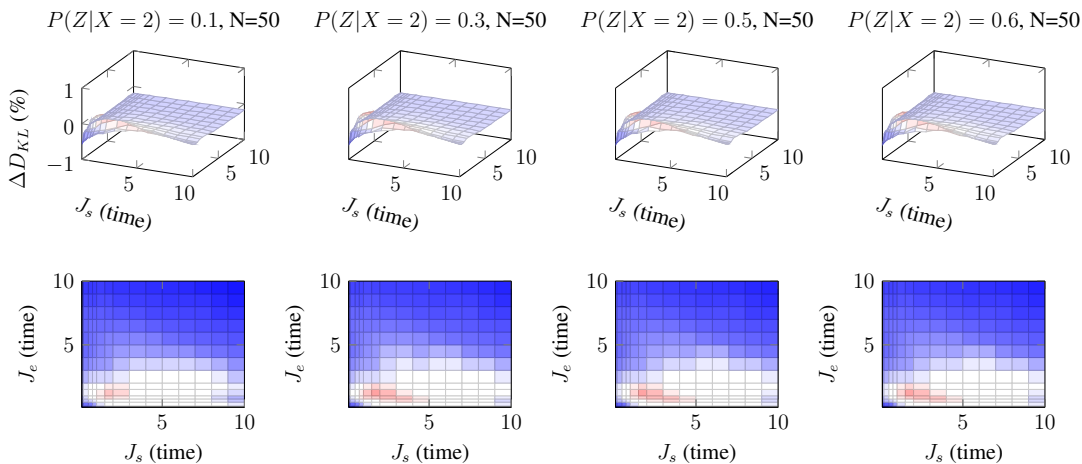 P(Z|X = 2) = 0.1, N=50
P(Z|X = 2) = 0.3, N=50
P(Z|X = 2) = 0.5, N=50
P(Z|X = 2) = 0.6, N=50
ΔD_{KL} (%)
1
0
−1
5
10
5
10
J_s (time)
5
10
5
10
J_s (time)
5
10
5
10
J_s (time)
5
10
5
10
J_s (time)
J_e (time)
10
5
5
10
J_s (time)
J_e (time)
10
5
5
10
J_s (time)
J_e (time)
10
5
5
10
J_s (time)
J_e (time)
10
5
5
10
J_s (time)